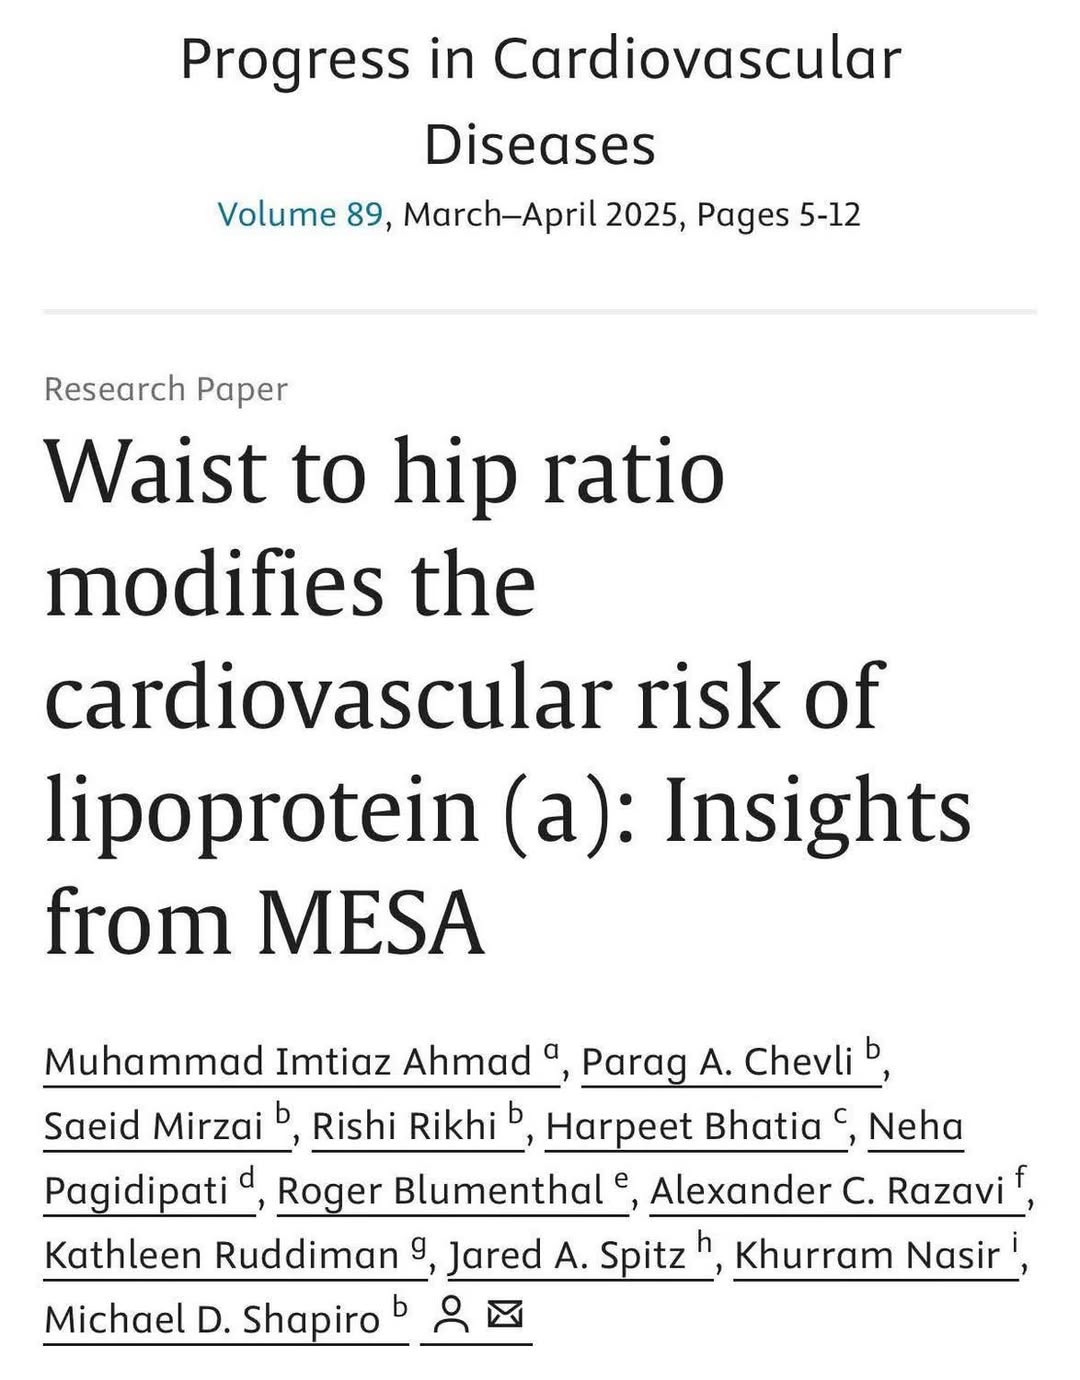 Progress in Cardiovascular
Diseases
Volume 89, March–April 2025, Pages 5-12
Research Paper
Waist to hip ratio
modifies the
cardiovascular risk of
lipoprotein (a): Insights
from MESA
Muhammad Imtiaz Ahmad a, Parag A. Chevli b,
Saeid Mirzai b, Rishi Rikhi b, Harpeet Bhatia c, Neha
Pagidipati d, Roger Blumenthal e, Alexander C. Razavi f,
Kathleen Ruddiman g, Jared A. Spitz h, Khurram Nasir i,
Michael D. Shapiro b